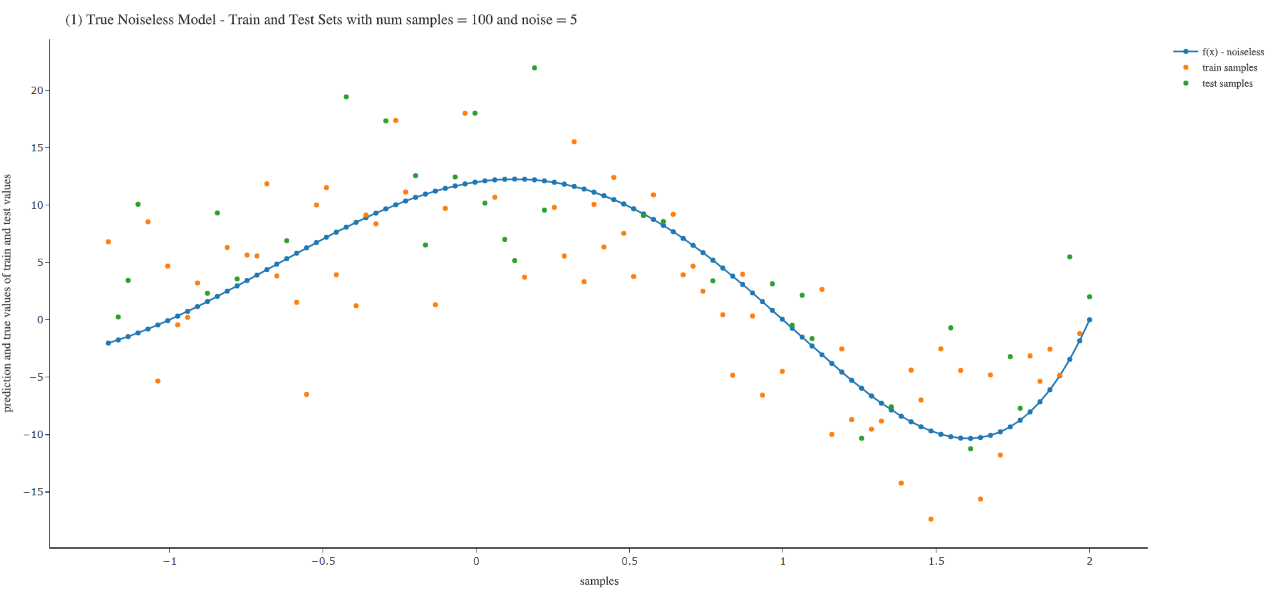 (1) True Noiseless Model - Train and Test Sets with num samples = 100 and noise = 5
f(x) - noiseless
train samples
test samples
prediction and true values of train and test values
20
15
10
5
0
−5
−10
−15
−1
−0.5
0
0.5
1
1.5
2
samples